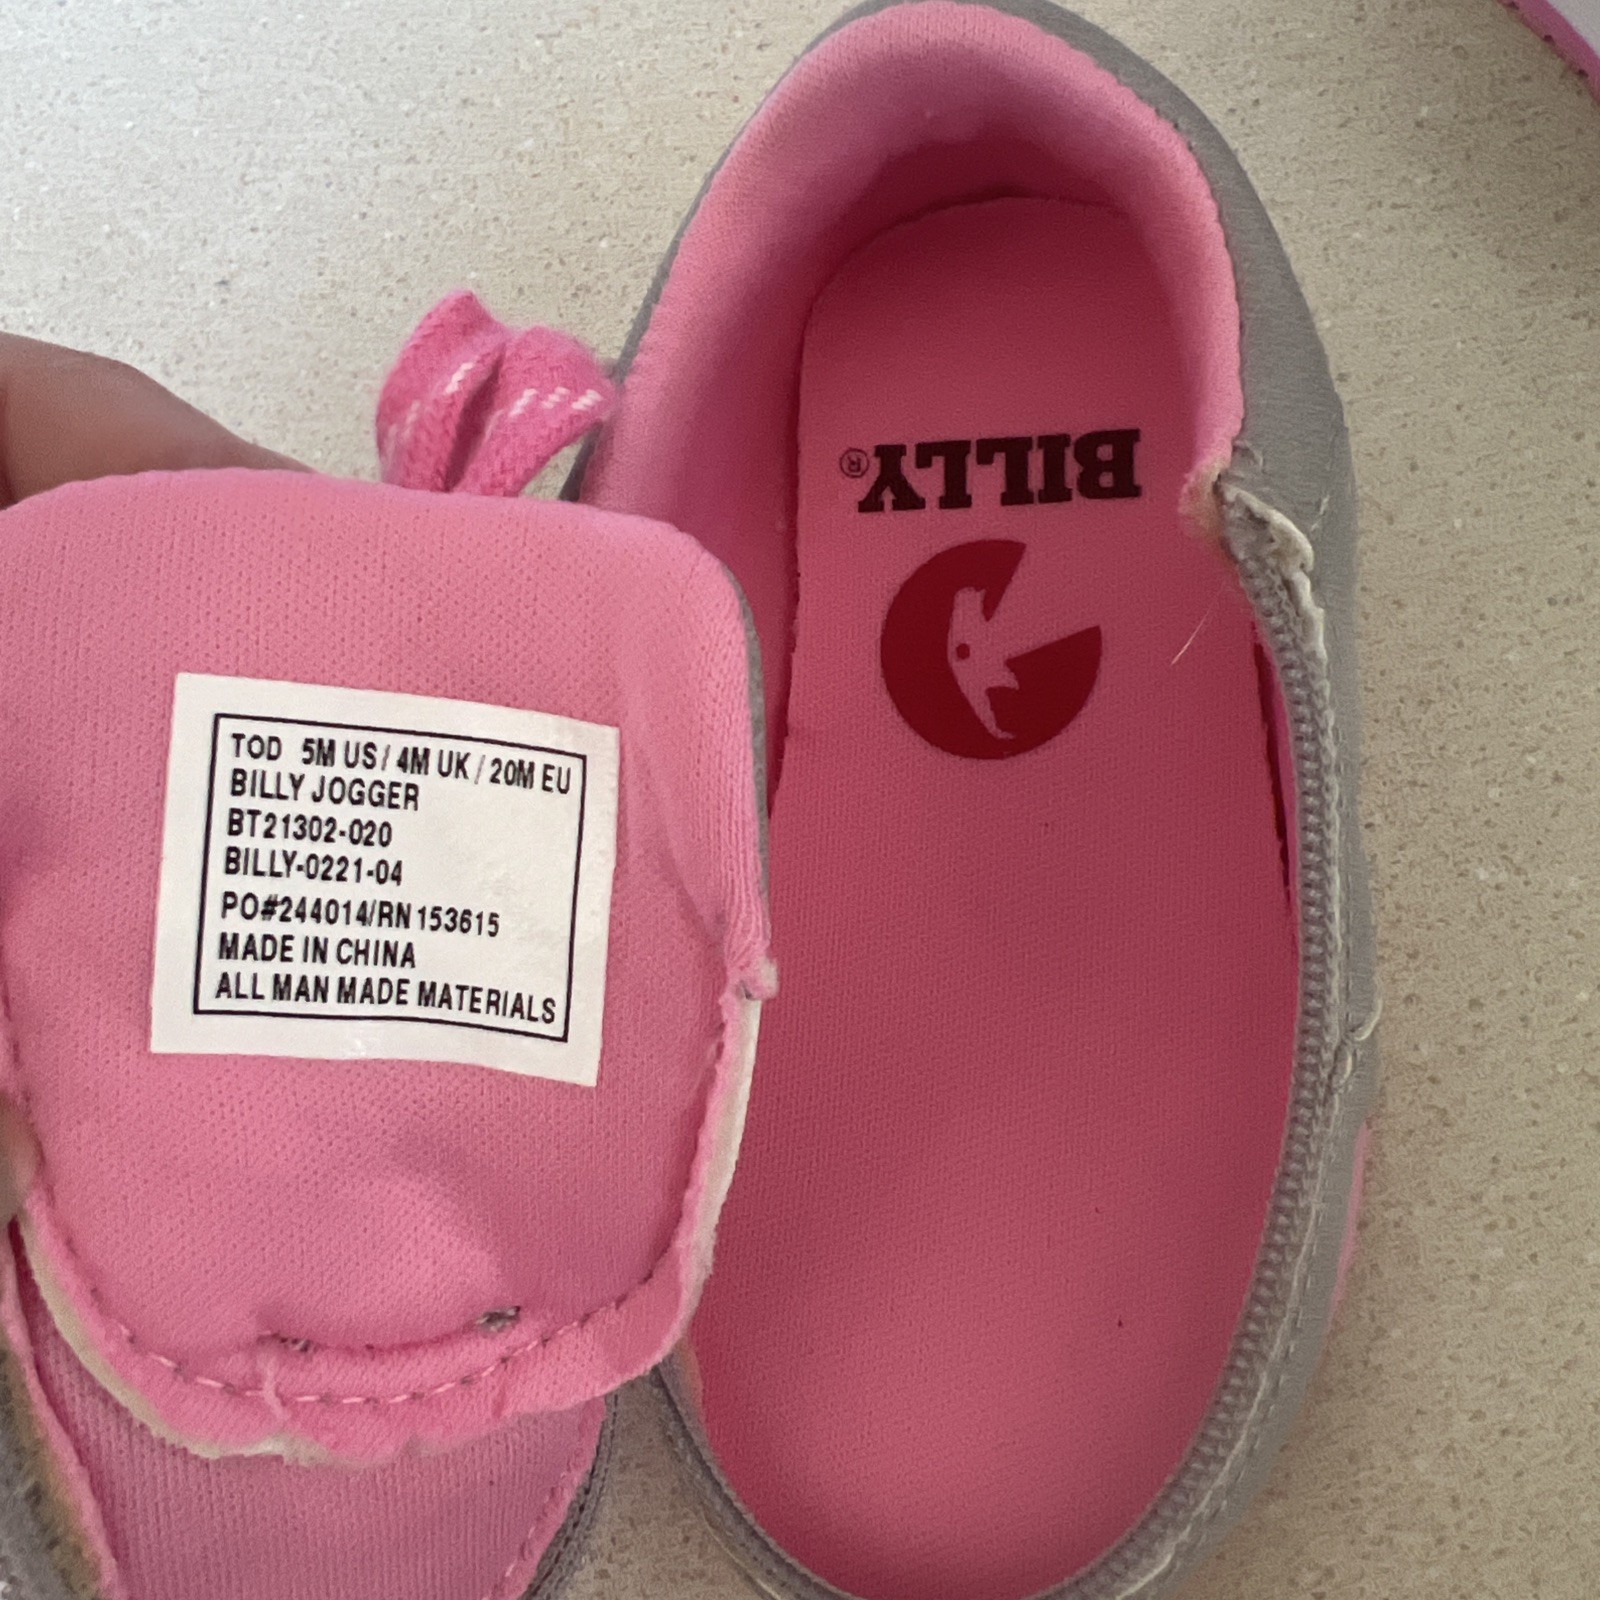 TOD 5M US / 4M UK / 20M EU
BILLY JOGGER
BT21302-020
BILLY-0221-04
PO#244014/RN 153615
MADE IN CHINA
ALL MAN MADE MATERIALS
BILLY®